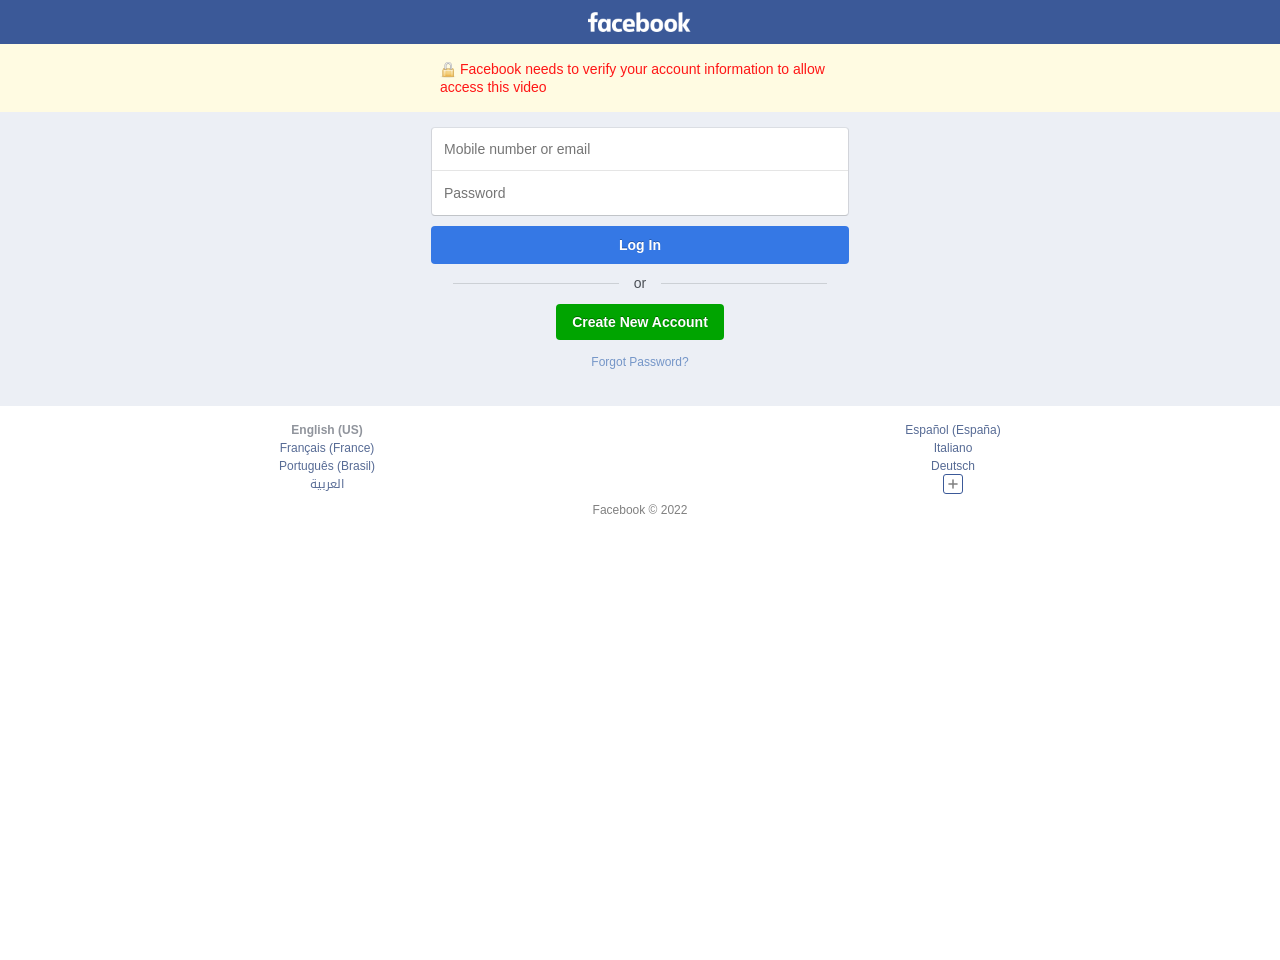 facebook
Facebook needs to verify your account information to allow
access this video
Mobile number or email
Password
Log In
or
Create New Account
Forgot Password?
English (US)
Français (France)
Português (Brasil)
العربية
Español (España)
Italiano
Deutsch
Facebook © 2022